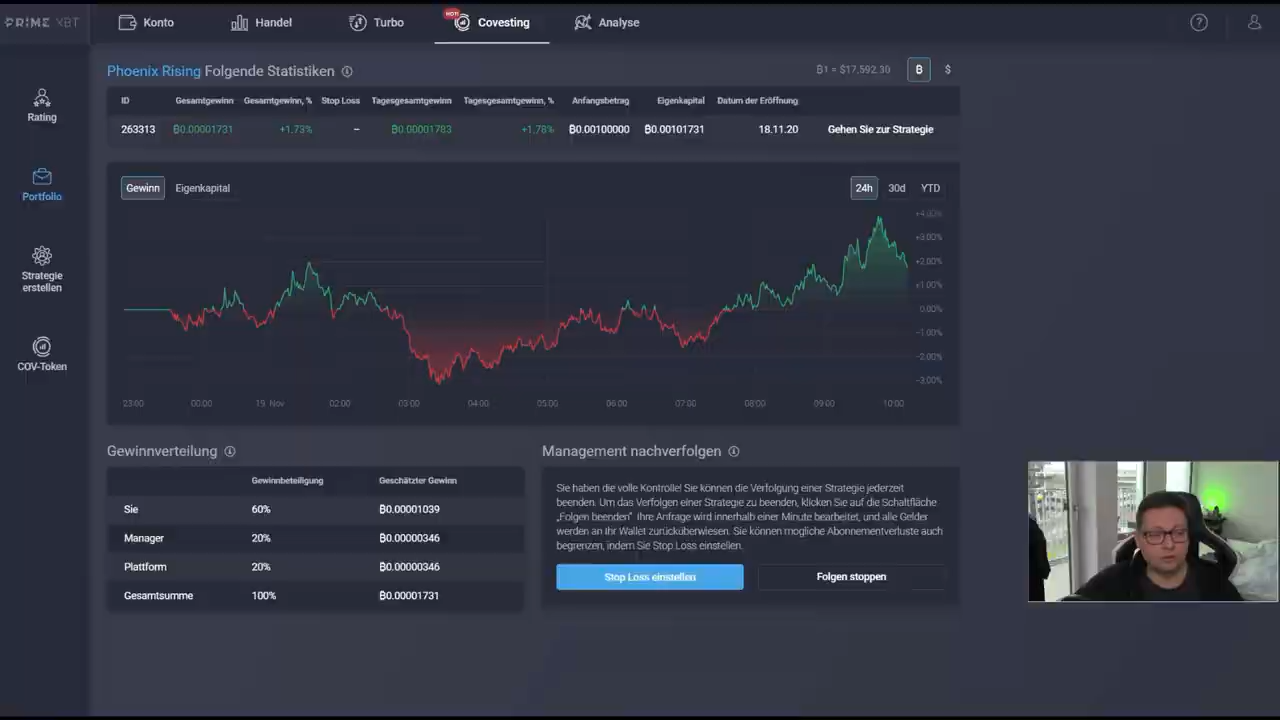 PRIME XBT
Konto
Handel
Turbo
HOT!
Covesting
Analyse
?
Rating
Portfolio
Strategie
erstellen
COV-Token
Phoenix Rising Folgende Statistiken
₿1 = $17,592.30
₿ $
ID Gesamtgewinn Gesamtgewinn, % Stop Loss Tagesgesamtgewinn Tagesgesamtgewinn, % Anfangsbetrag Eigenkapital Datum der Eröffnung
263313 ₿0.00001731 +1.73% – ₿0.00001783 +1.78% ₿0.00100000 ₿0.00101731 18.11.20 Gehen Sie zur Strategie
Gewinn Eigenkapital 24h 30d YTD
+4.00%
+3.00%
+2.00%
+1.00%
0.00%
−1.00%
−2.00%
−3.00%
23:00 00:00 19. Nov 02:00 03:00 04:00 05:00 06:00 07:00 08:00 09:00 10:00
Gewinnverteilung
Gewinnbeteiligung Geschätzter Gewinn
Sie 60% ₿0.00001039
Manager 20% ₿0.00000346
Plattform 20% ₿0.00000346
Gesamtsumme 100% ₿0.00001731
Management nachverfolgen
Sie haben die volle Kontrolle! Sie können die Verfolgung einer Strategie jederzeit
beenden. Um das Verfolgen einer Strategie zu beenden, klicken Sie auf die Schaltfläche
„Folgen beenden“ Ihre Anfrage wird innerhalb einer Minute bearbeitet, und alle Gelder
werden an Ihr Wallet zurücküberwiesen. Sie können mögliche Abonnementverluste auch
begrenzen, indem Sie Stop Loss einstellen.
Stop Loss einstellen
Folgen stoppen